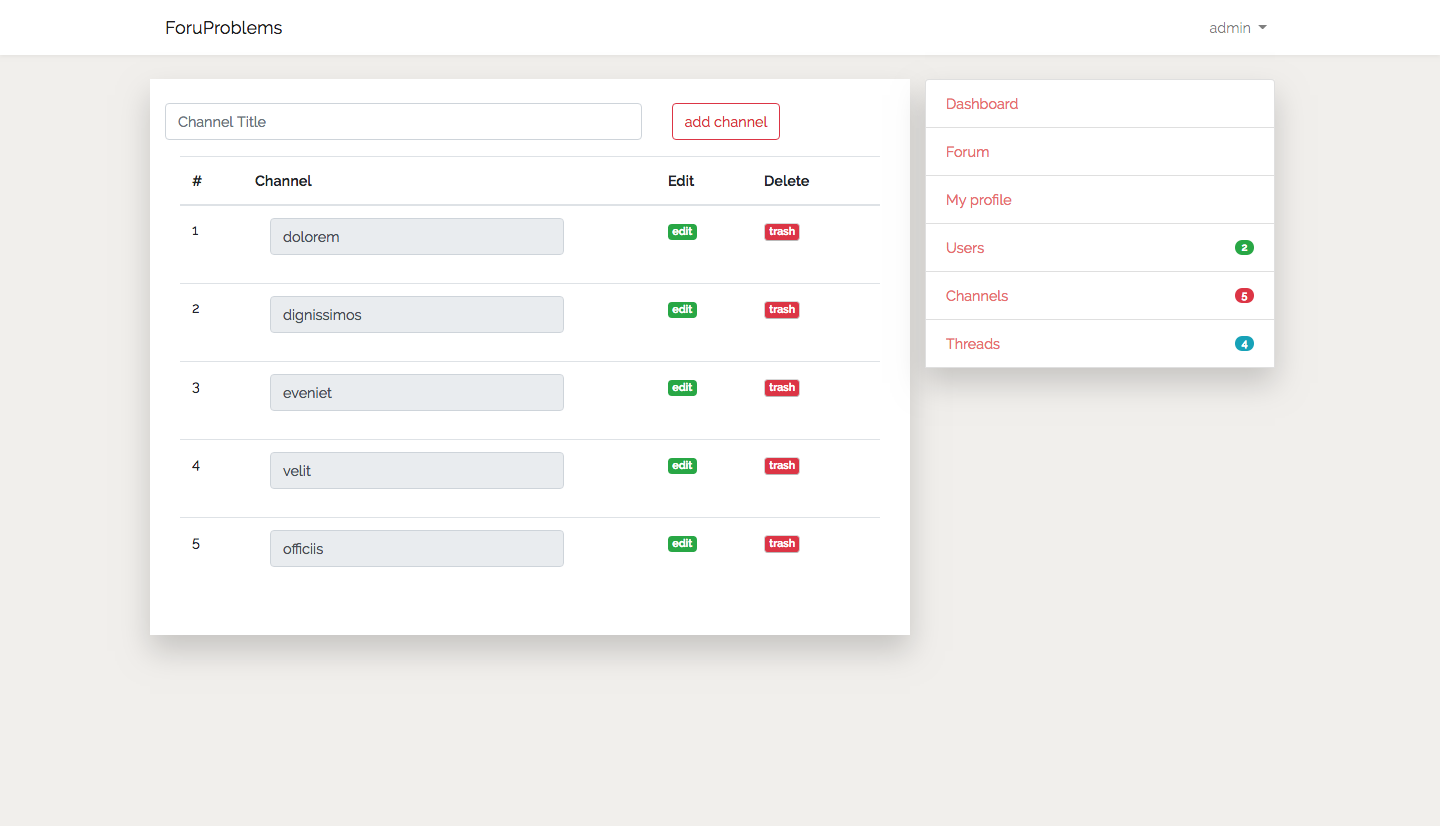 ForuProblems
admin
Channel Title
add channel
# Channel Edit Delete
1 dolorem edit trash
2 dignissimos edit trash
3 eveniet edit trash
4 velit edit trash
5 officiis edit trash
Dashboard
Forum
My profile
Users 2
Channels 5
Threads 4